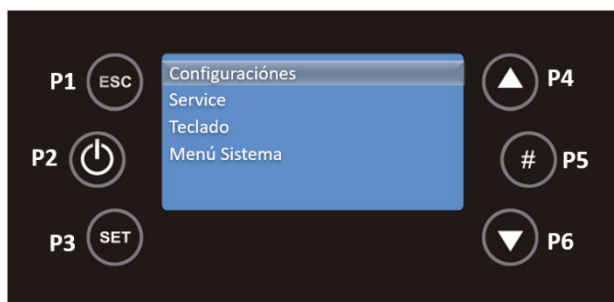 P1 ESC
Configuraciónes
Service
Teclado
Menú Sistema
P4
P2
# P5
P3 SET
P6